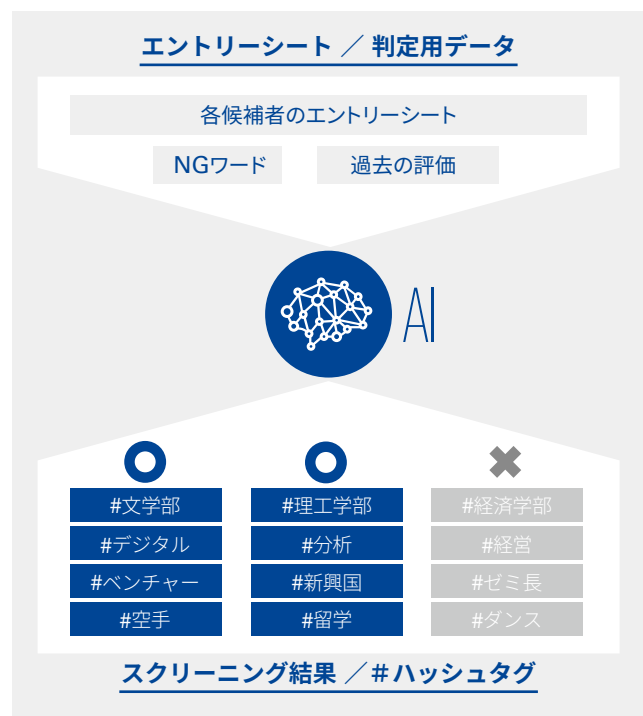 エントリーシート ／ 判定用データ
各候補者のエントリーシート
NGワード 過去の評価
AI
#文学部 #理工学部 #経済学部
#デジタル #分析 #経営
#ベンチャー #新興国 #ゼミ長
#空手 #留学 #ダンス
スクリーニング結果 ／＃ハッシュタグ